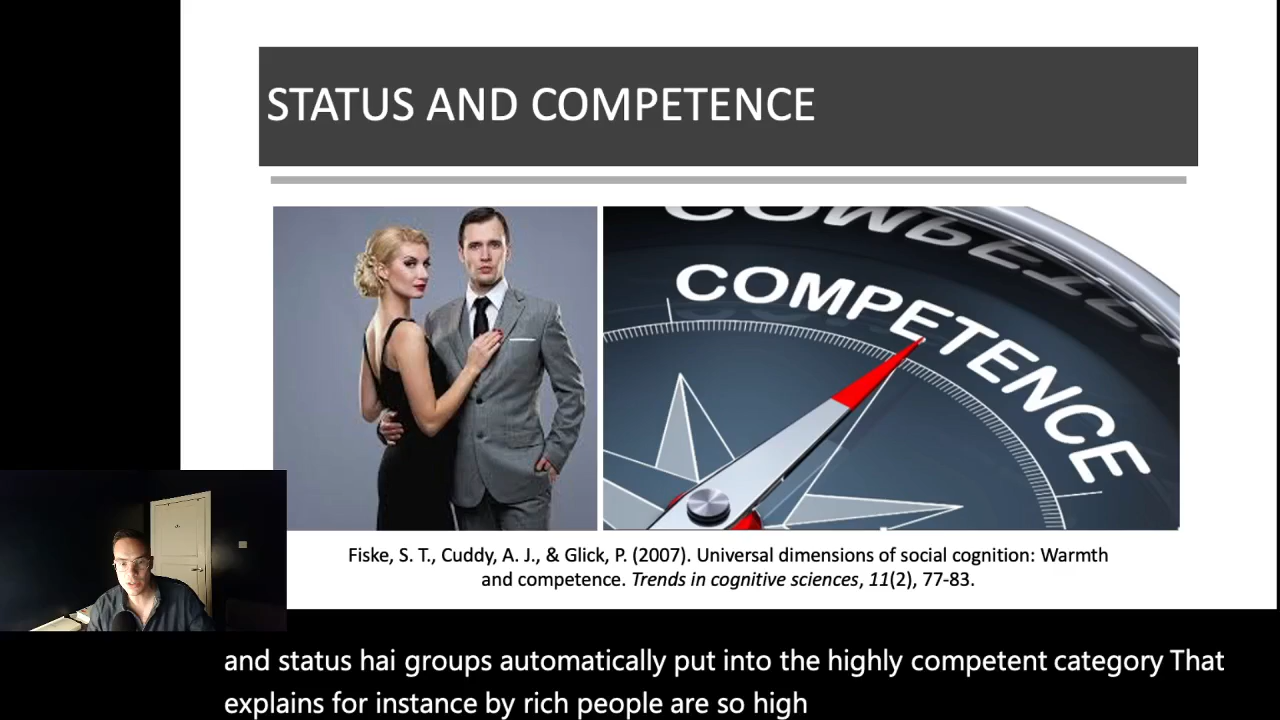 STATUS AND COMPETENCE
COMPETENCE
COMPETENCE
Fiske, S. T., Cuddy, A. J., & Glick, P. (2007). Universal dimensions of social cognition: Warmth
and competence. Trends in cognitive sciences, 11(2), 77-83.
and status hai groups automatically put into the highly competent category That
explains for instance by rich people are so high